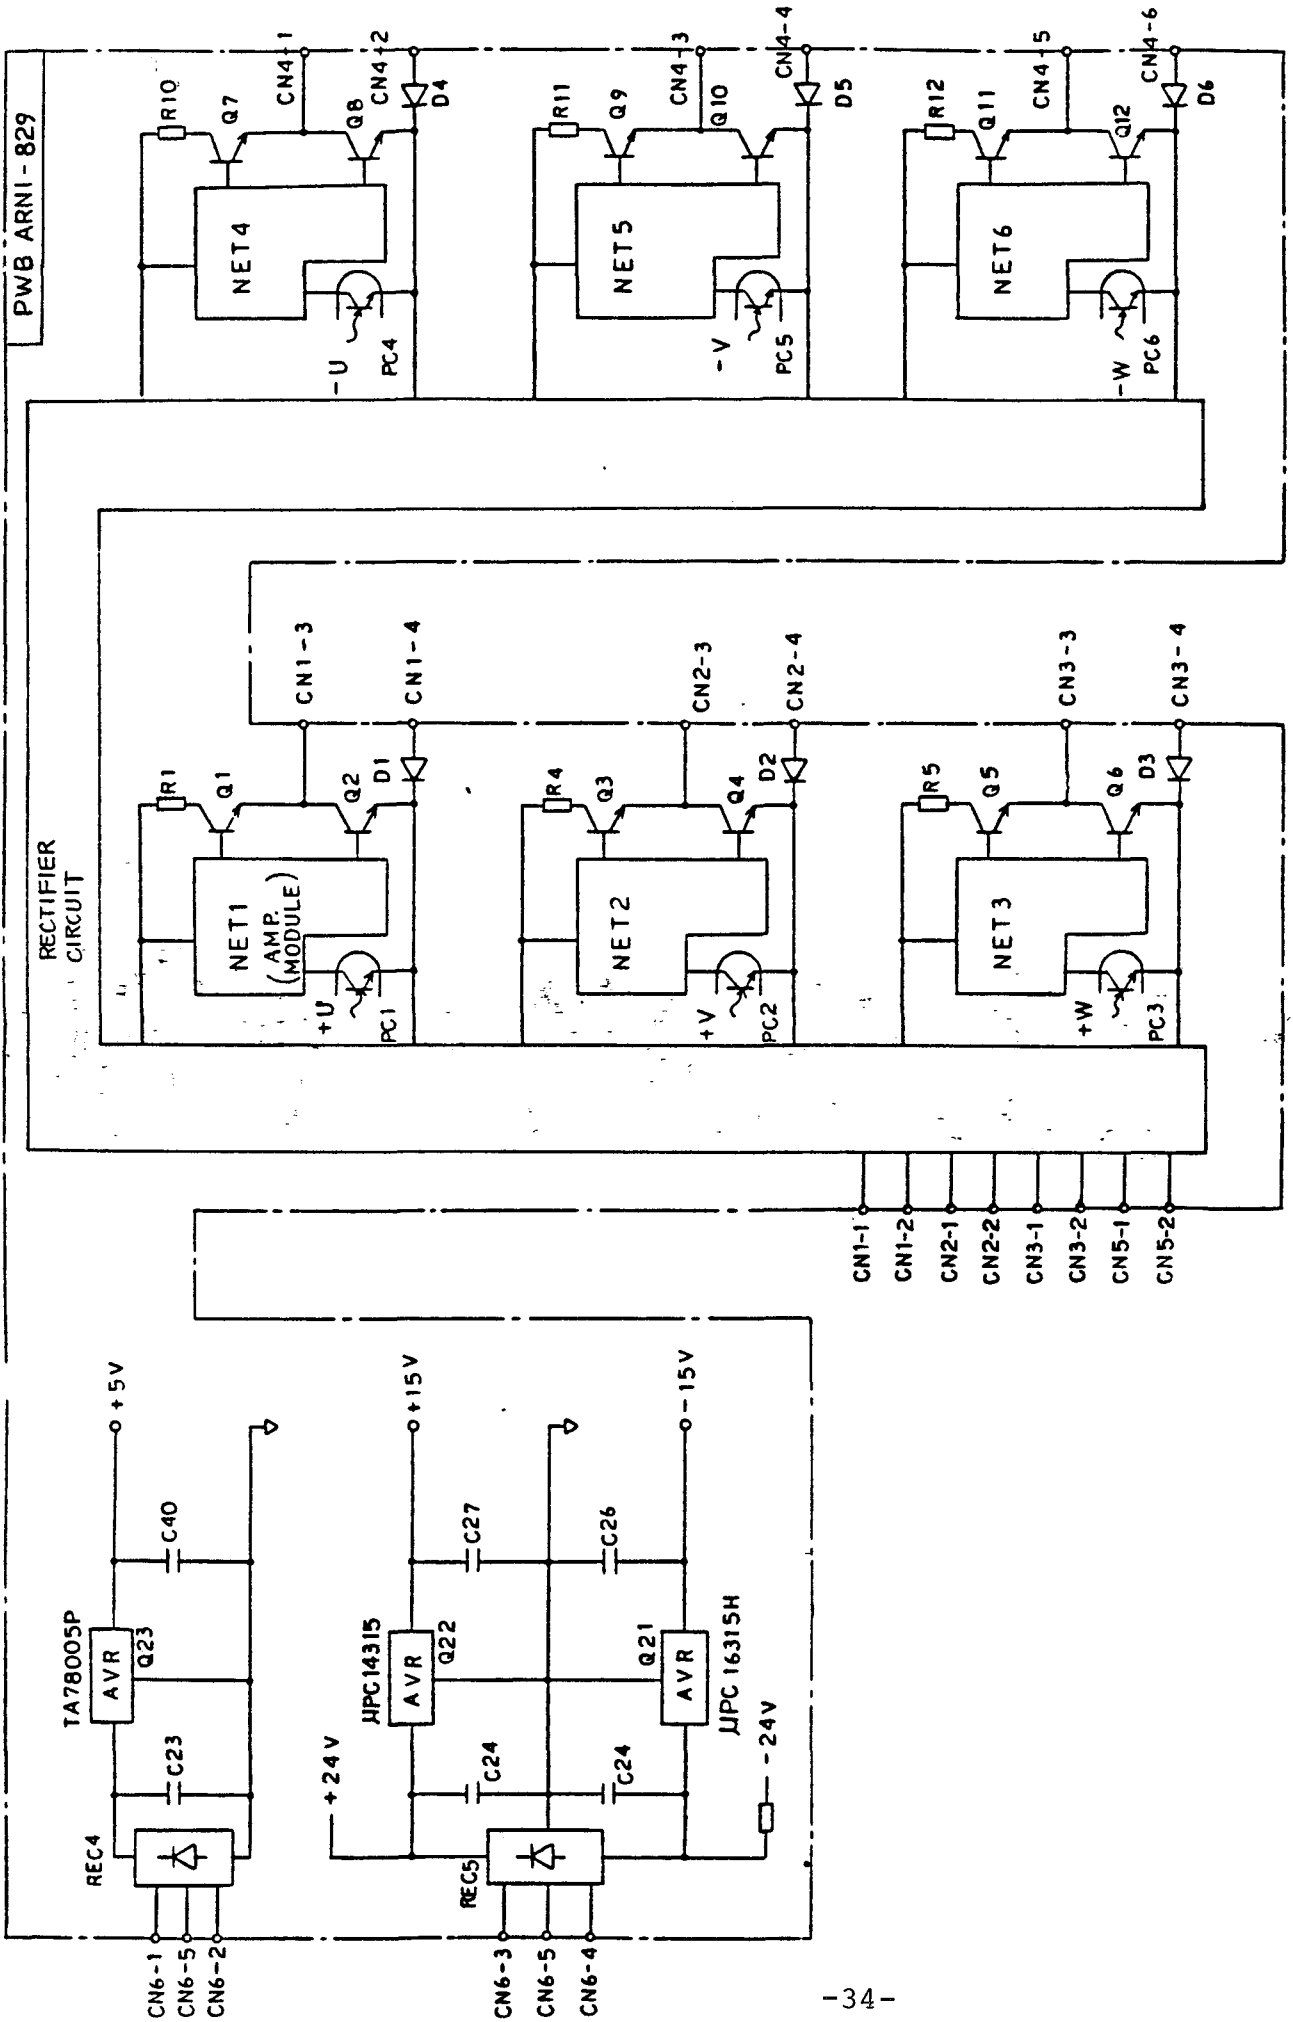 PWB ARNI-829
RECTIFIER
CIRCUIT
REC4
CN6-1
CN6-5
CN6-2
C23
TA78005P
AVR
Q23
C40
+5V
+24V
REC5
CN6-3
CN6-5
CN6-4
C24
C24
µPC14315
AVR
Q22
Q21
AVR
µPC16315H
-24V
C27
C26
+15V
-15V
CN1-1
CN1-2
CN2-1
CN2-2
CN3-1
CN3-2
CN5-1
CN5-2
NET1
(AMP.
MODULE)
+U
PC1
R1
Q1
Q2
D1
CN1-3
CN1-4
NET2
+V
PC2
R4
Q3
Q4
D2
CN2-3
CN2-4
NET3
+W
PC3
R5
Q5
Q6
D3
CN3-3
CN3-4
NET4
-U
PC4
R10
Q7
Q8
D4
CN4-1
CN4-2
NET5
-V
PC5
R11
Q9
Q10
D5
CN4-3
CN4-4
NET6
-W
PC6
R12
Q11
Q12
D6
CN4-5
CN4-6
-34-